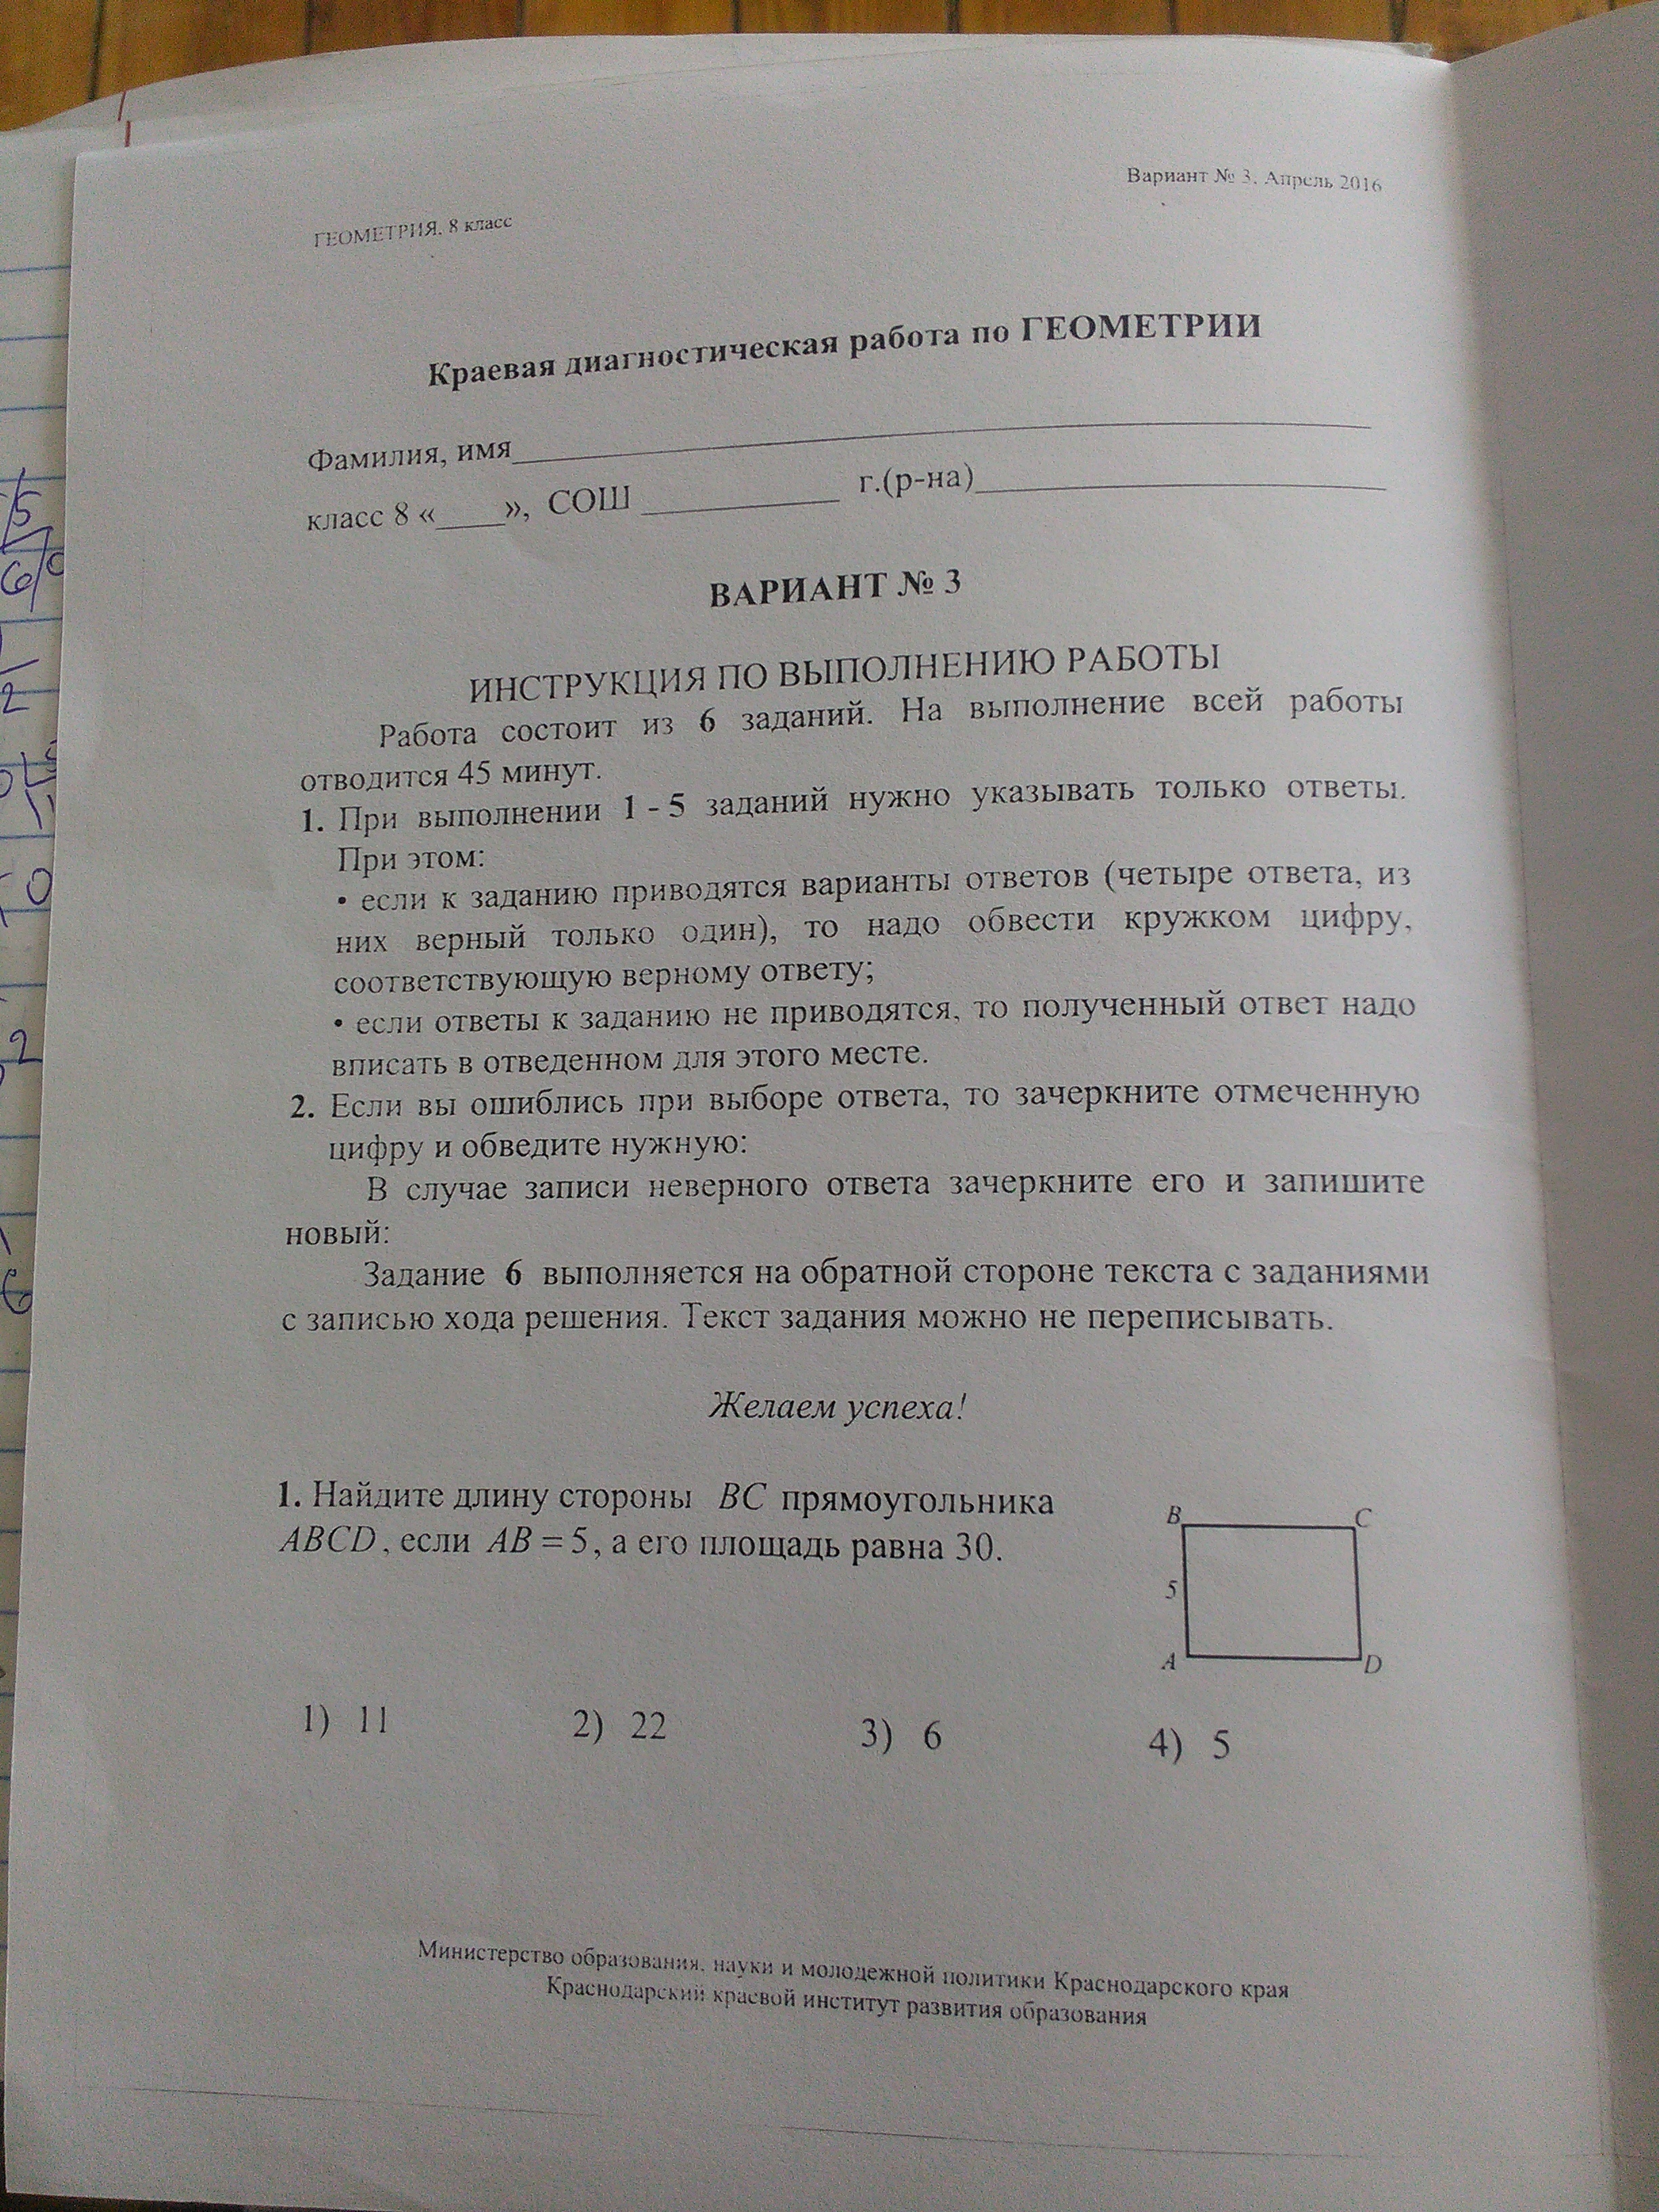 Вариант № 3. Апрель 2016
ГЕОМЕТРИЯ. 8 класс
Краевая диагностическая работа по ГЕОМЕТРИИ
Фамилия, имя
класс 8 «____», СОШ ____________ г.(р-на)
ВАРИАНТ № 3
ИНСТРУКЦИЯ ПО ВЫПОЛНЕНИЮ РАБОТЫ
Работа состоит из 6 заданий. На выполнение всей работы
отводится 45 минут.
1. При выполнении 1 - 5 заданий нужно указывать только ответы.
При этом:
• если к заданию приводятся варианты ответов (четыре ответа, из
них верный только один), то надо обвести кружком цифру,
соответствующую верному ответу;
• если ответы к заданию не приводятся, то полученный ответ надо
вписать в отведенном для этого месте.
2. Если вы ошиблись при выборе ответа, то зачеркните отмеченную
цифру и обведите нужную:
В случае записи неверного ответа зачеркните его и запишите
новый:
Задание 6 выполняется на обратной стороне текста с заданиями
с записью хода решения. Текст задания можно не переписывать.
Желаем успеха!
1. Найдите длину стороны BC прямоугольника
ABCD, если AB = 5, а его площадь равна 30.
B C
5
A D
1) 11 2) 22 3) 6 4) 5
Министерство образования, науки и молодежной политики Краснодарского края
Краснодарский краевой институт развития образования